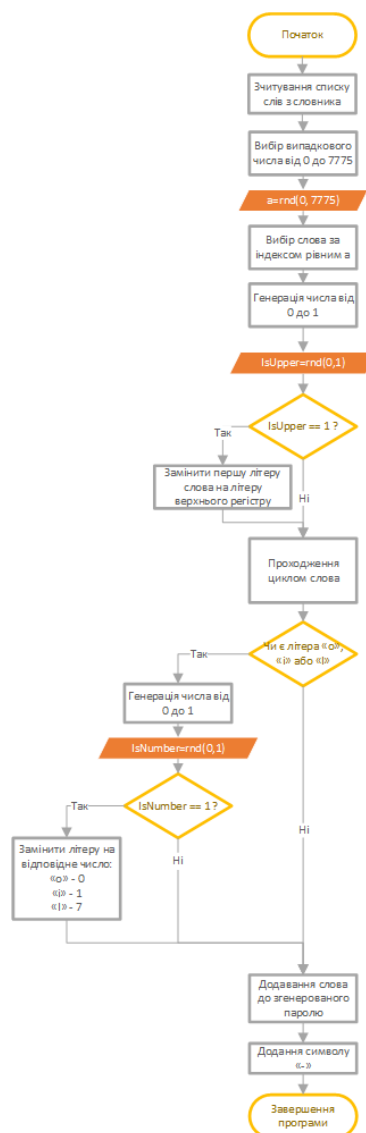 Початок
Зчитування списку
слів з словника
Вибір випадкового
числа від 0 до 7775
a=rnd(0, 7775)
Вибір слова за
індексом рівним a
Генерація числа від
0 до 1
IsUpper=rnd(0,1)
IsUpper == 1 ?
Так
Замінити першу літеру
слова на літеру
верхнього регістру
Ні
Проходження
циклом слова
Чи є літера «o»,
«i» або «l»
Так
Генерація числа від
0 до 1
IsNumber=rnd(0,1)
IsNumber == 1 ?
Так
Замінити літеру на
відповідне число:
«o» - 0
«i» - 1
«l» - 7
Ні
Ні
Додавання слова
до згенерованого
паролю
Додання символу
«-»
Завершення
програми